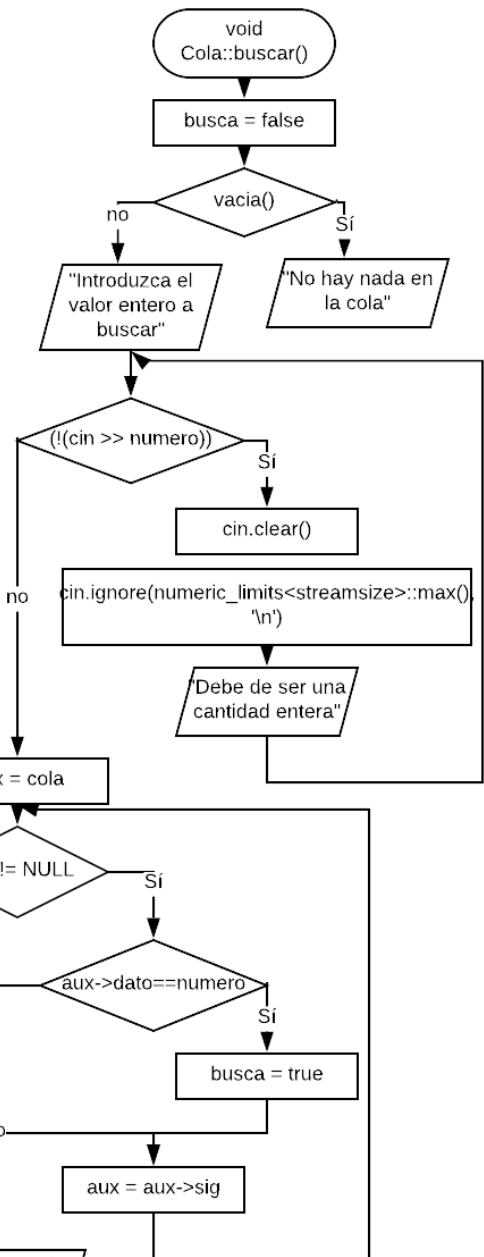 void
Cola::buscar()
busca = false
vacia()
no
Sí
"Introduzca el
valor entero a
buscar"
"No hay nada en
la cola"
(!(cin >> numero))
Sí
cin.clear()
no
cin.ignore(numeric_limits<streamsize>::max(),
'\n')
"Debe de ser una
cantidad entera"
x = cola
!= NULL
Sí
aux->dato==numero
Sí
busca = true
o
aux = aux->sig